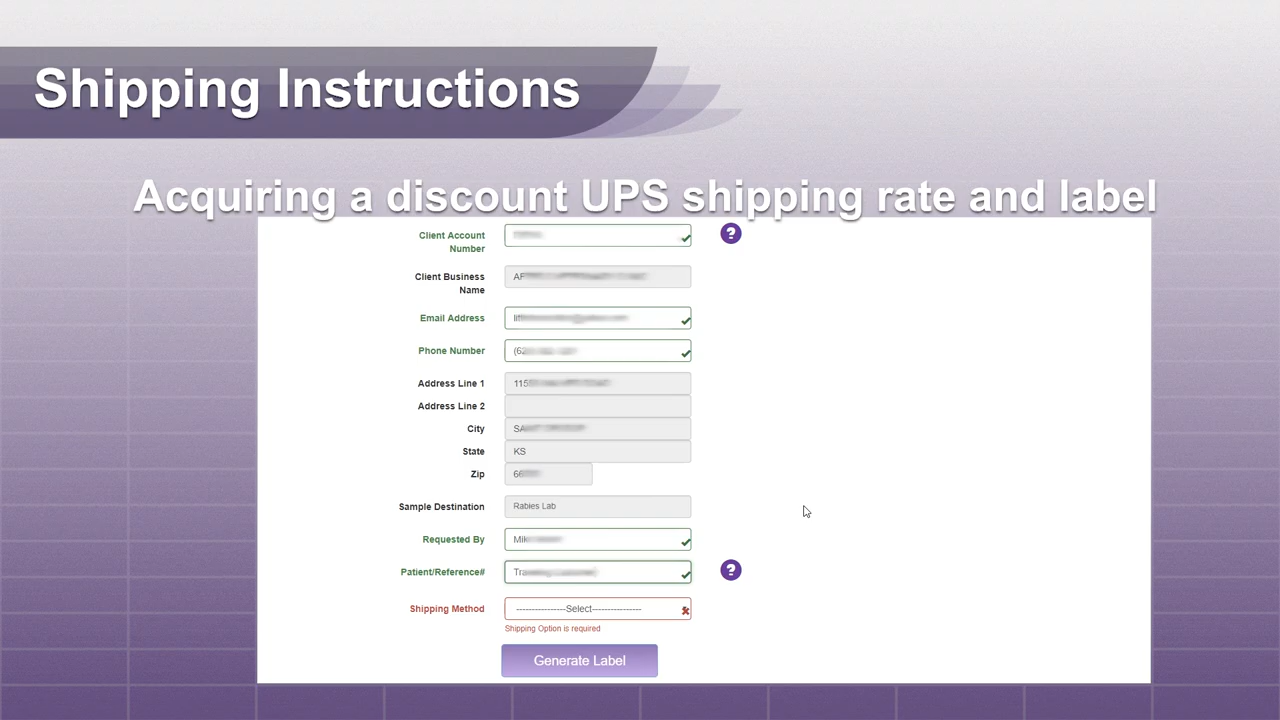 Shipping Instructions
Acquiring a discount UPS shipping rate and label
Client Account
Number
?
Client Business
Name
Email Address
Phone Number
Address Line 1
Address Line 2
City
State KS
Zip
Sample Destination Rabies Lab
Requested By
Patient/Reference#
?
Shipping Method ----------------Select----------------
Shipping Option is required
Generate Label